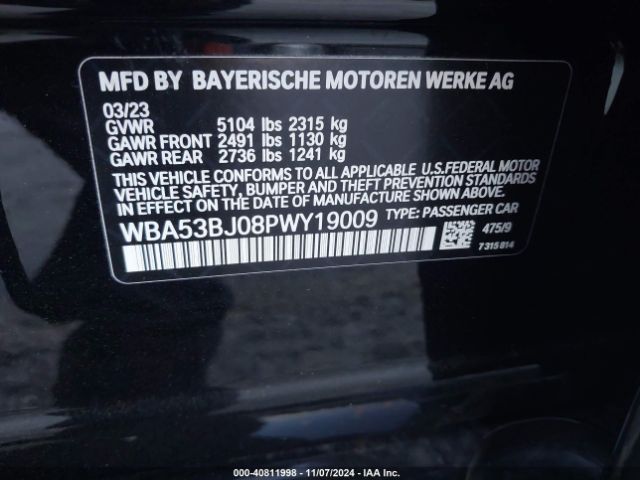 MFD BY BAYERISCHE MOTOREN WERKE AG
03/23
GVWR 5104 lbs 2315 kg
GAWR FRONT 2491 lbs 1130 kg
GAWR REAR 2736 lbs 1241 kg
THIS VEHICLE CONFORMS TO ALL APPLICABLE U.S.FEDERAL MOTOR
VEHICLE SAFETY, BUMPER AND THEFT PREVENTION STANDARDS
IN EFFECT ON THE DATE OF MANUFACTURE SHOWN ABOVE.
WBA53BJ08PWY19009 TYPE: PASSENGER CAR
475/9
7315814
000-40811998 - 11/07/2024 - IAA Inc.